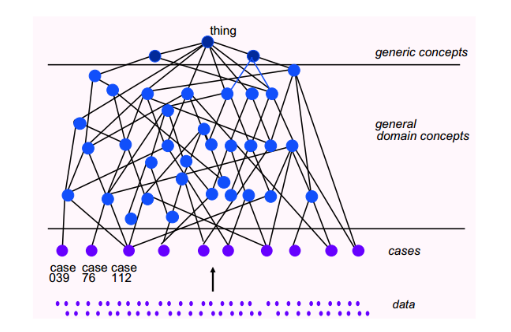 thing
generic concepts
general
domain concepts
cases
case case case
039 76 112
data